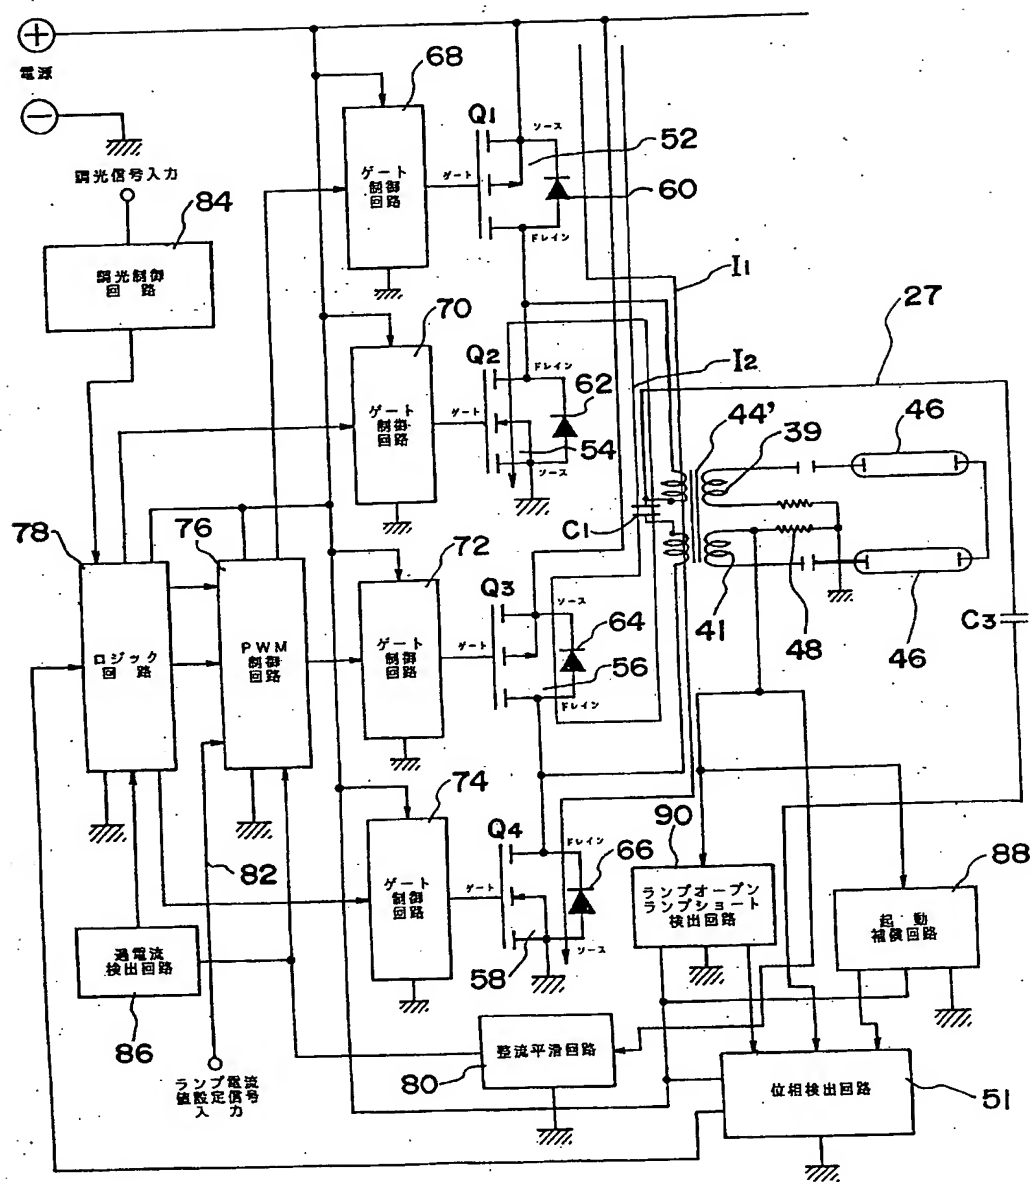 +
電源
−
調光信号入力
84
調光制御
回 路
68
ゲート
制御
回路
ゲート
Q1
ソース
52
60
ドレイン
I1
27
70
ゲート
制御
回路
ゲート
Q2
ドレイン
62
54
ソース
I2
44'
39
46
C1
41
48
46
C3
78
ロジック
回 路
76
PWM
制御
回路
72
ゲート
制御
回路
ゲート
Q3
ソース
64
56
ドレイン
74
ゲート
制御
回路
ゲート
Q4
ドレイン
66
58
ソース
82
過電流
検出回路
86
ランプ電流
値設定信号
入 力
80
整流平滑回路
90
ランプオープン
ランプショート
検出回路
88
起 動
補償回路
位相検出回路
51